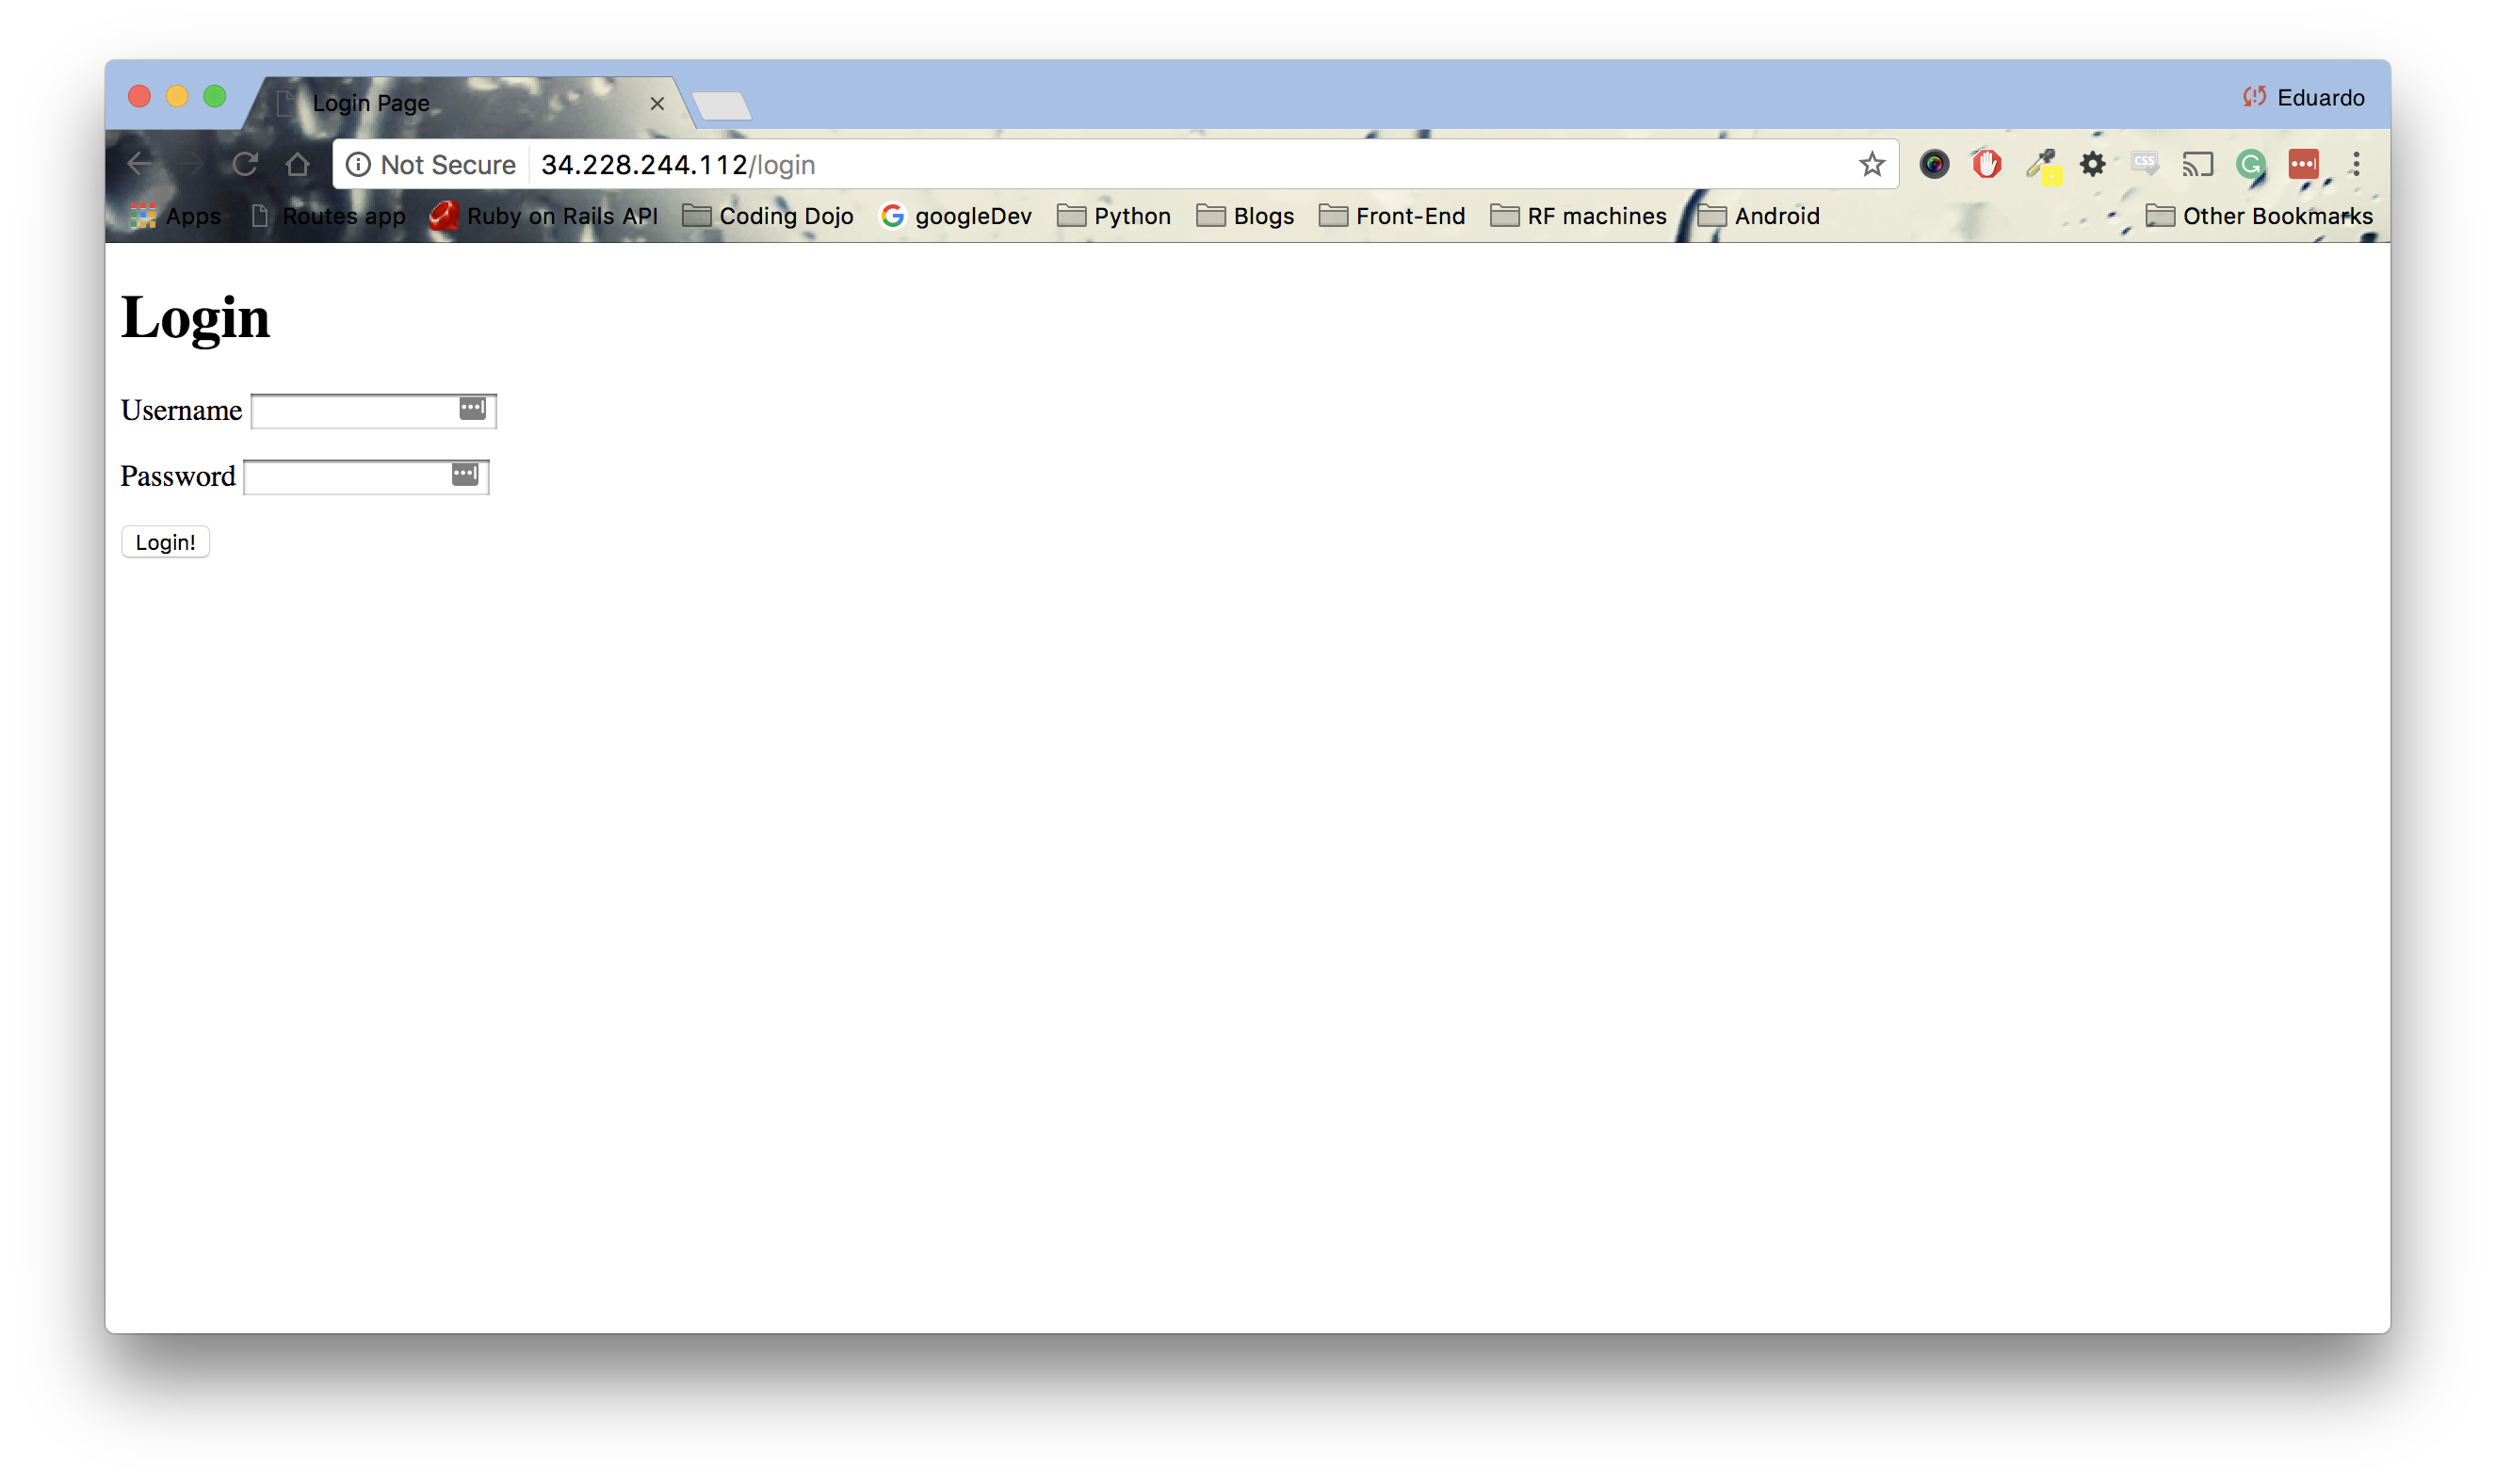 Login Page
Eduardo
Not Secure 34.228.244.112/login
CSS
Apps Routes app Ruby on Rails API Coding Dojo googleDev Python Blogs Front-End RF machines Android Other Bookmarks
Login
Username
Password
Login!